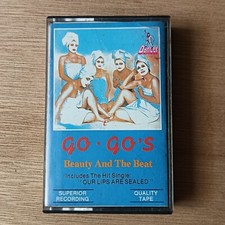 GO•GO'S
Beauty And The Beat
Includes The Hit Single
OUR LIPS ARE SEALED
SUPERIOR
RECORDING
QUALITY
TAPE